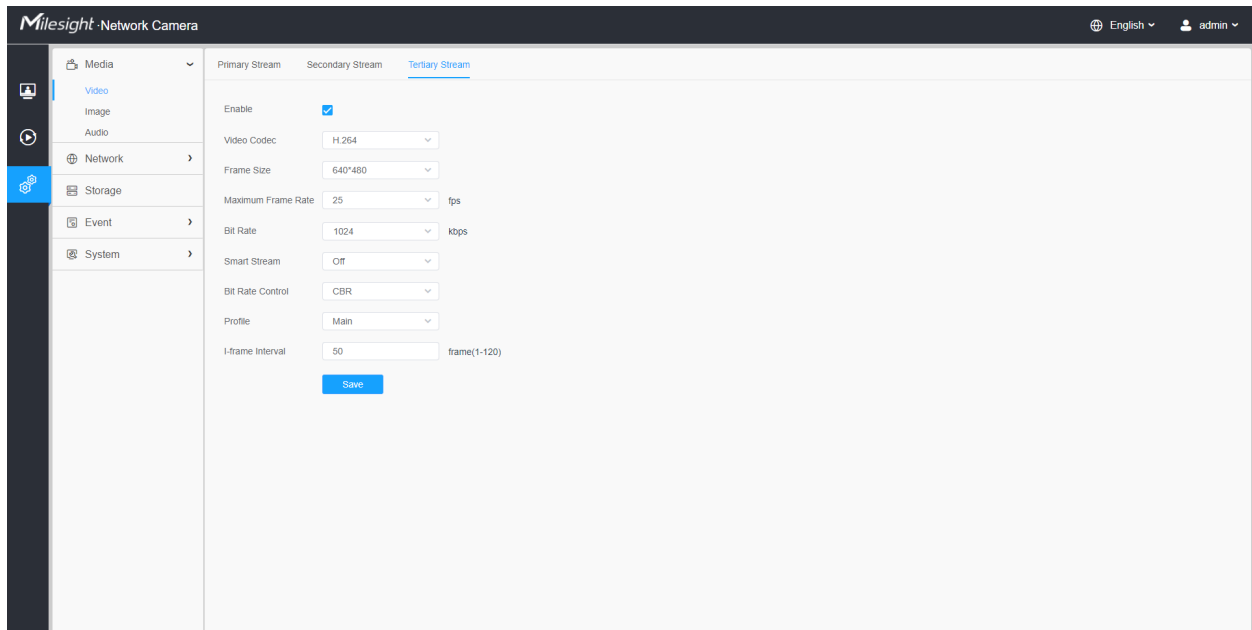 Milesight·Network Camera
English
admin
Media
Video
Image
Audio
Network
Storage
Event
System
Primary Stream Secondary Stream Tertiary Stream
Enable
Video Codec H.264
Frame Size 640*480
Maximum Frame Rate 25 fps
Bit Rate 1024 kbps
Smart Stream Off
Bit Rate Control CBR
Profile Main
I-frame Interval 50 frame(1-120)
Save